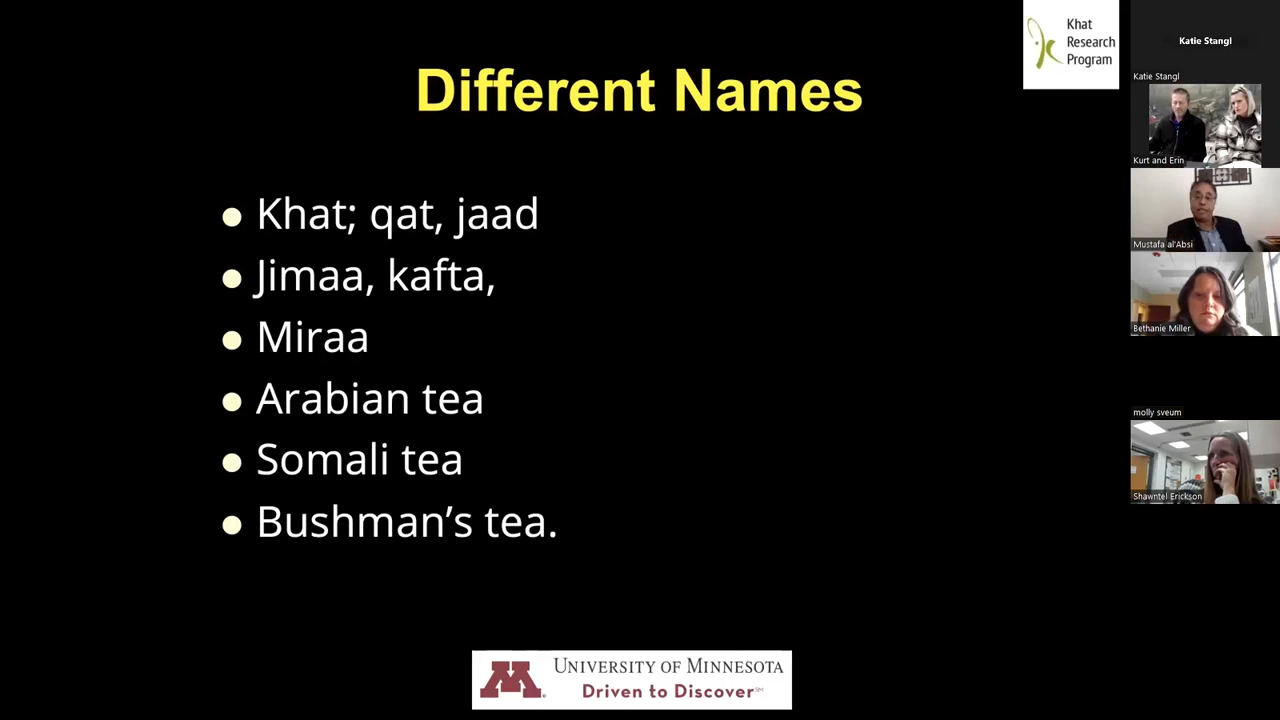 Different Names
Khat; qat, jaad
Jimaa, kafta,
Miraa
Arabian tea
Somali tea
Bushman’s tea.
Khat
Research
Program
UNIVERSITY OF MINNESOTA
Driven to Discover℠
Katie Stangl
Katie Stangl
Kurt and Erin
Mustafa al'Absi
Bethanie Miller
molly sveum
Shawntel Erickson